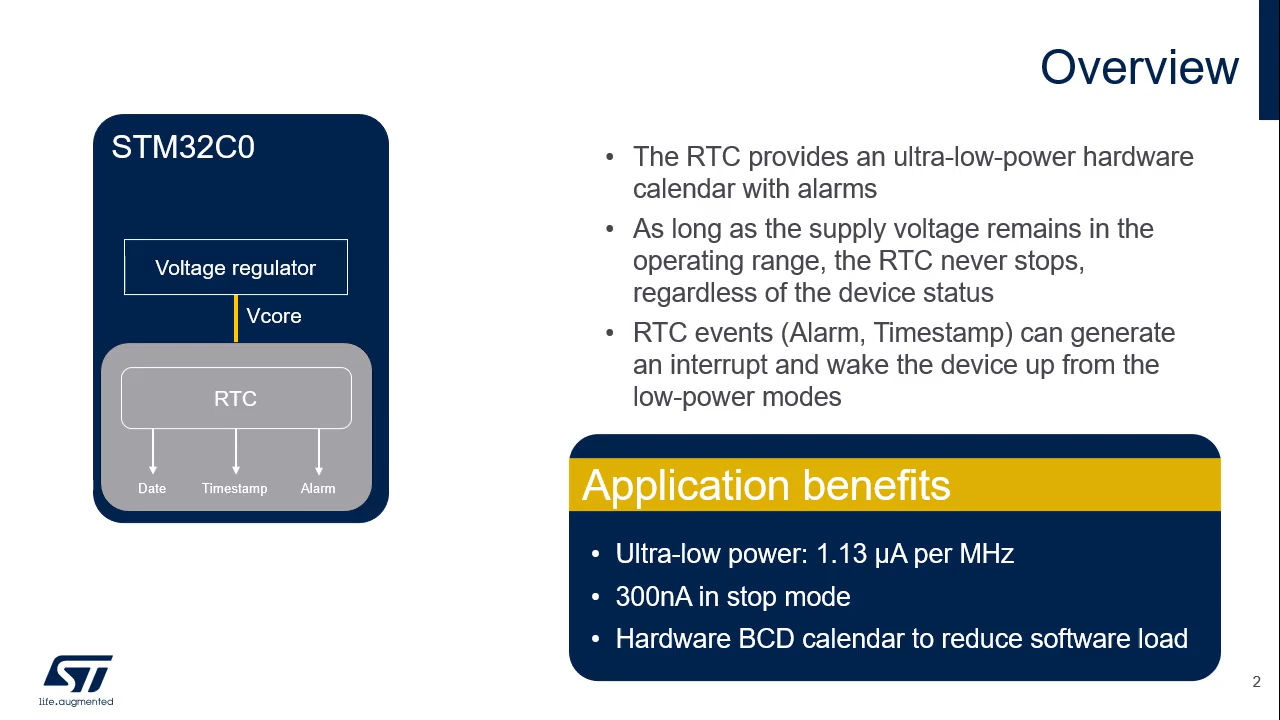 Overview
STM32C0
Voltage regulator
Vcore
RTC
Date Timestamp Alarm
• The RTC provides an ultra-low-power hardware
calendar with alarms
• As long as the supply voltage remains in the
operating range, the RTC never stops,
regardless of the device status
• RTC events (Alarm, Timestamp) can generate
an interrupt and wake the device up from the
low-power modes
Application benefits
• Ultra-low power: 1.13 µA per MHz
• 300nA in stop mode
• Hardware BCD calendar to reduce software load
ST
life.augmented
2